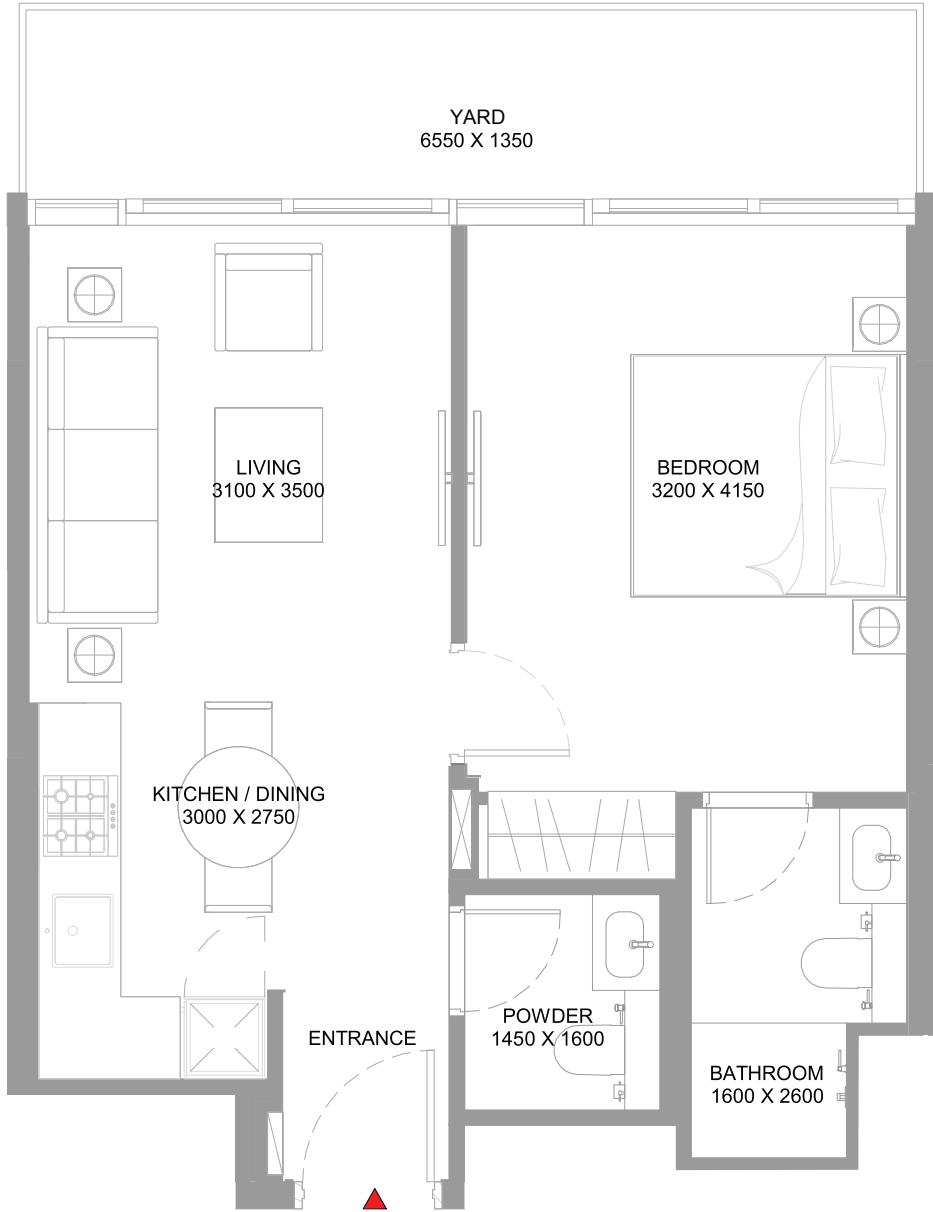 YARD
6550 X 1350
LIVING
3100 X 3500
BEDROOM
3200 X 4150
KITCHEN / DINING
3000 X 2750
ENTRANCE
POWDER
1450 X 1600
BATHROOM
1600 X 2600